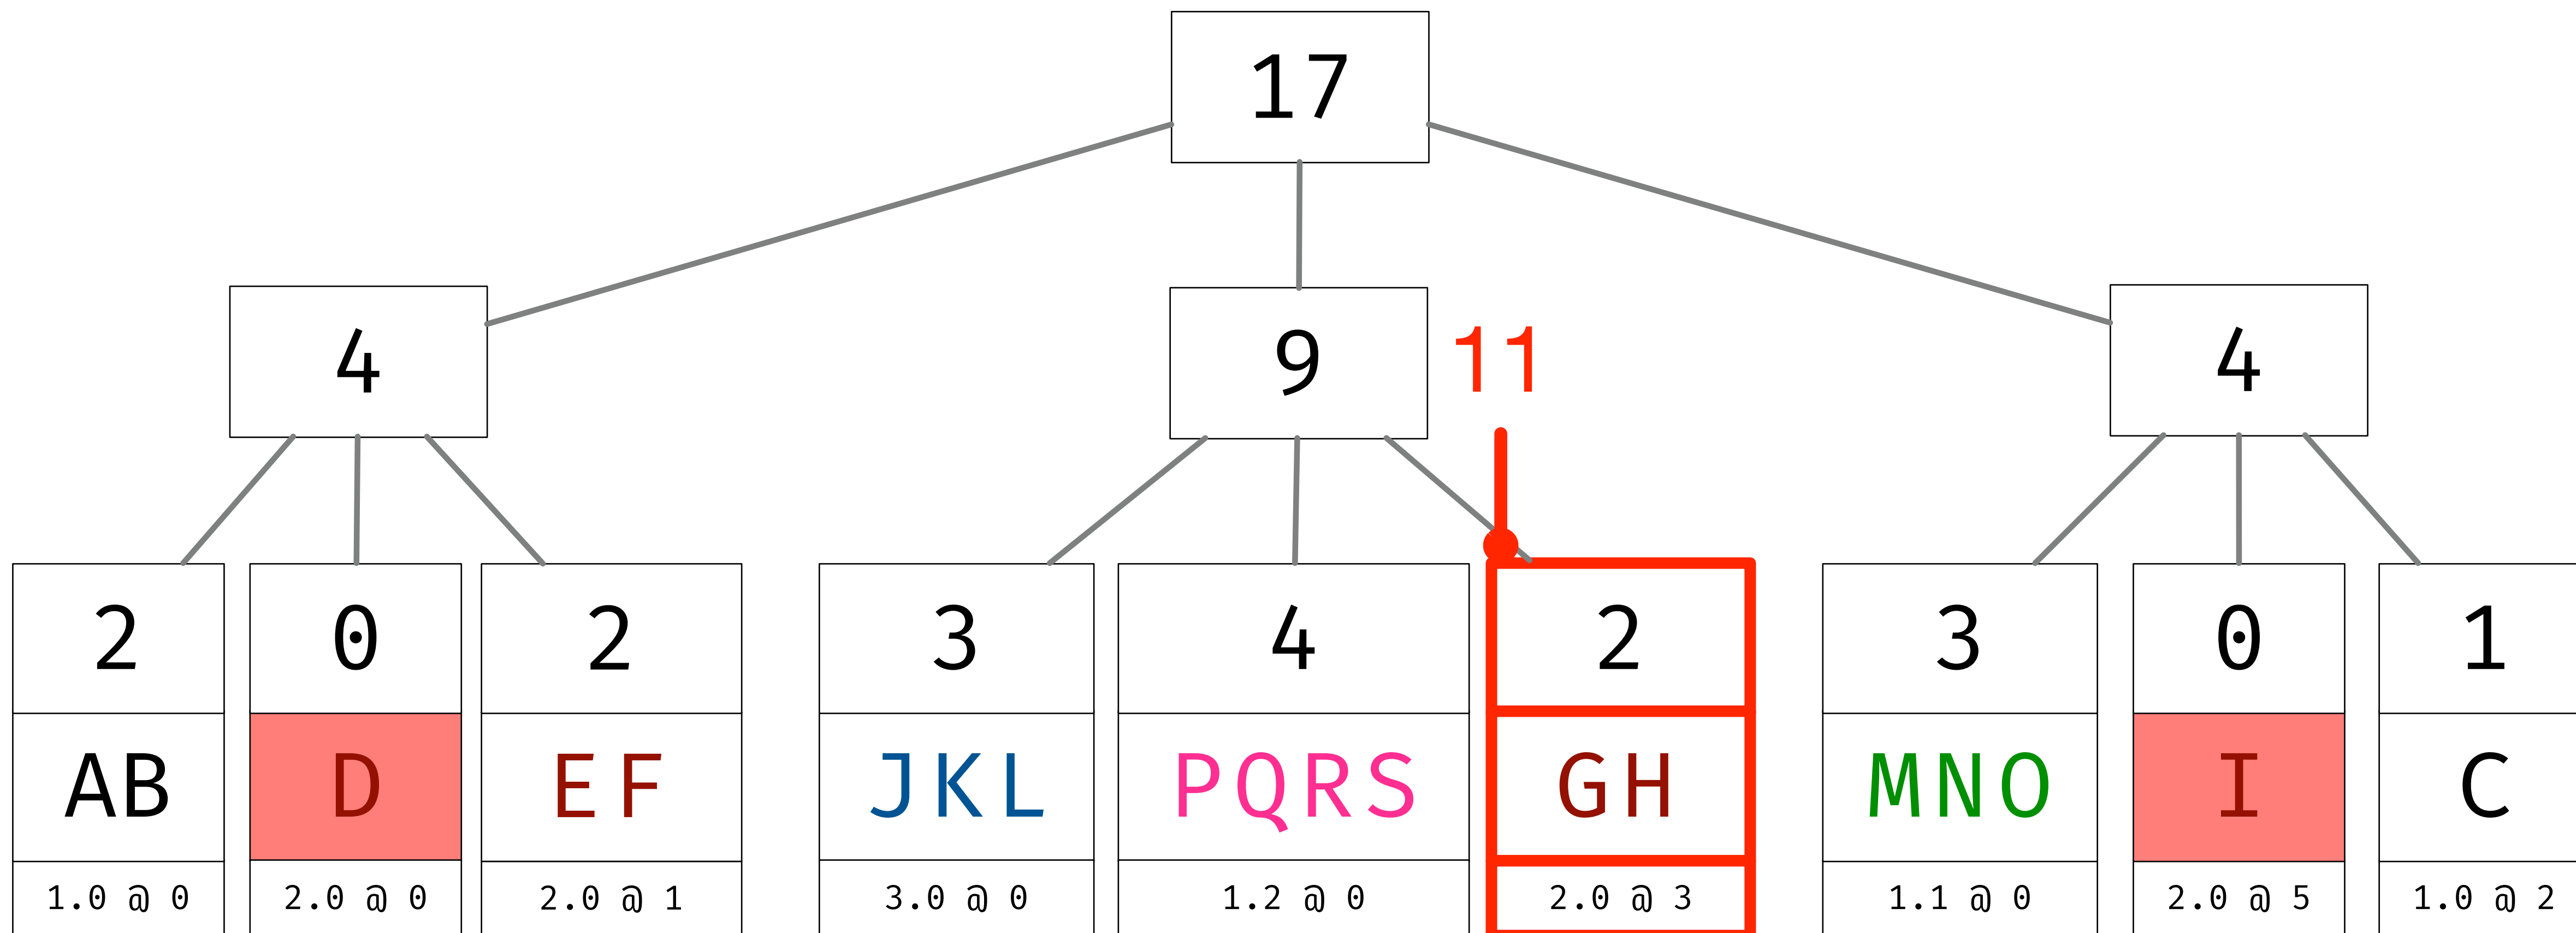 17
4 9 11 4
2 0 2 3 4 2 3 0 1
AB D EF JKL PQRS GH MNO I C
1.0 @ 0 2.0 @ 0 2.0 @ 1 3.0 @ 0 1.2 @ 0 2.0 @ 3 1.1 @ 0 2.0 @ 5 1.0 @ 2